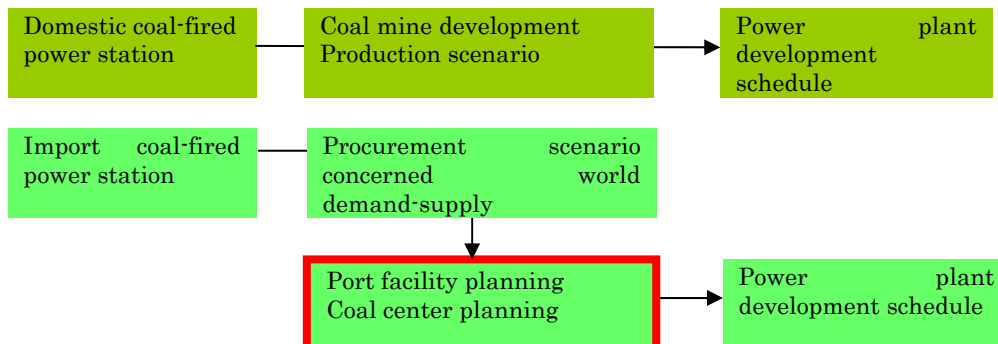 Domestic coal-fired
power station
Coal mine development
Production scenario
Power plant
development
schedule
Import coal-fired
power station
Procurement scenario
concerned world
demand-supply
Port facility planning
Coal center planning
Power plant
development schedule